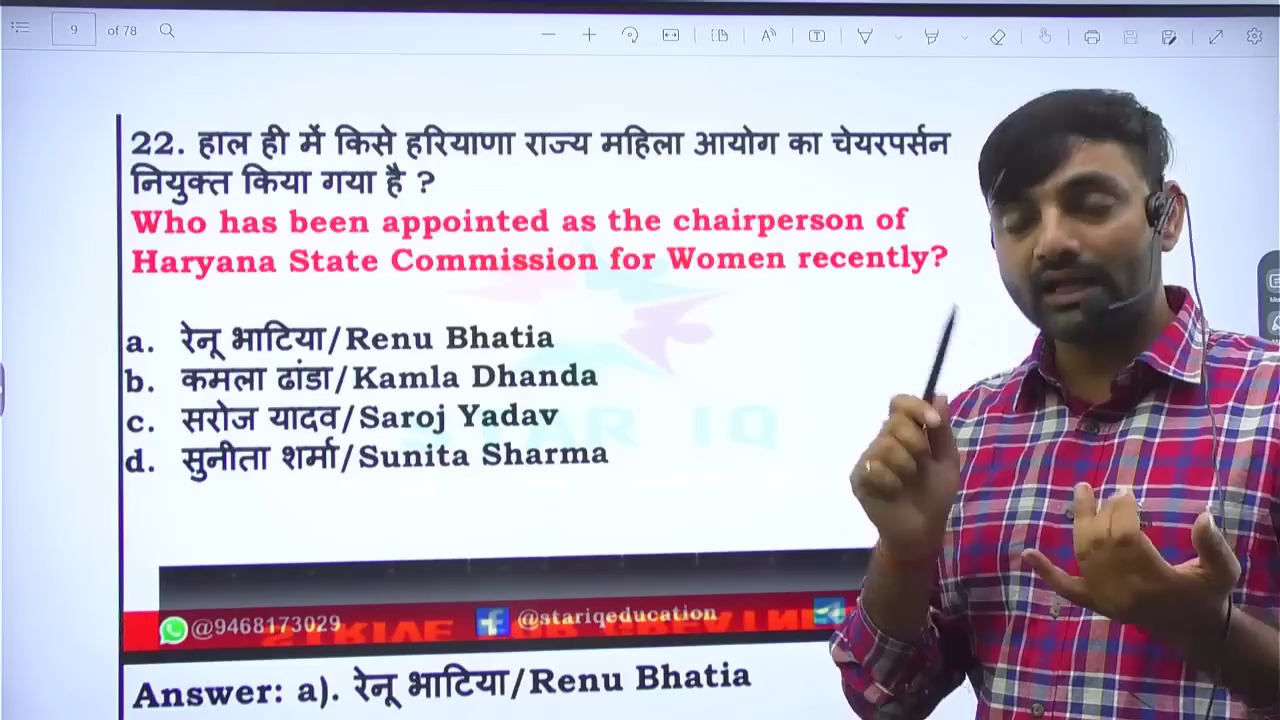 9 of 78
22. हाल ही में किसे हरियाणा राज्य महिला आयोग का चेयरपर्सन
नियुक्त किया गया है ?
Who has been appointed as the chairperson of
Haryana State Commission for Women recently?
a. रेनू भाटिया/Renu Bhatia
b. कमला ढांडा/Kamla Dhanda
c. सरोज यादव/Saroj Yadav
d. सुनीता शर्मा/Sunita Sharma
STAR IQ
@9468173029 @stariqeducation
Answer: a). रेनू भाटिया/Renu Bhatia